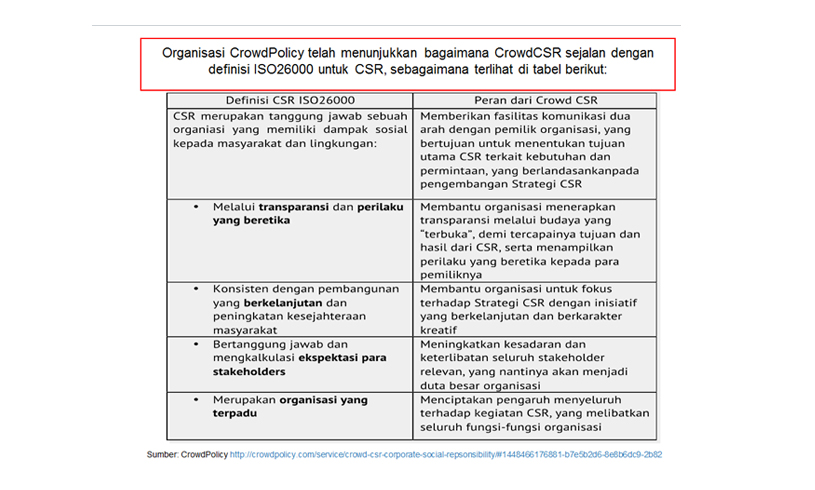 Organisasi CrowdPolicy telah menunjukkan bagaimana CrowdCSR sejalan dengan
definisi ISO26000 untuk CSR, sebagaimana terlihat di tabel berikut:
Definisi CSR ISO26000
Peran dari Crowd CSR
CSR merupakan tanggung jawab sebuah
organiasi yang memiliki dampak sosial
kepada masyarakat dan lingkungan:
Memberikan fasilitas komunikasi dua
arah dengan pemilik organisasi, yang
bertujuan untuk menentukan tujuan
utama CSR terkait kebutuhan dan
permintaan, yang berlandasankanpada
pengembangan Strategi CSR
• Melalui transparansi dan perilaku
yang beretika
Membantu organisasi menerapkan
transparansi melalui budaya yang
"terbuka", demi tercapainya tujuan dan
hasil dari CSR, serta menampilkan
perilaku yang beretika kepada para
pemiliknya
• Konsisten dengan pembangunan
yang berkelanjutan dan
peningkatan kesejahteraan
masyarakat
Membantu organisasi untuk fokus
terhadap Strategi CSR dengan inisiatif
yang berkelanjutan dan berkarakter
kreatif
• Bertanggung jawab dan
mengkalkulasi ekspektasi para
stakeholders
Meningkatkan kesadaran dan
keterlibatan seluruh stakeholder
relevan, yang nantinya akan menjadi
duta besar organisasi
• Merupakan organisasi yang
terpadu
Menciptakan pengaruh menyeluruh
terhadap kegiatan CSR, yang melibatkan
seluruh fungsi-fungsi organisasi
Sumber: CrowdPolicy http://crowdpolicy.com/service/crowd-csr-corporate-social-repsonsibility/#1448466176881-b7e5b2d6-8e8b6dc9-2b82